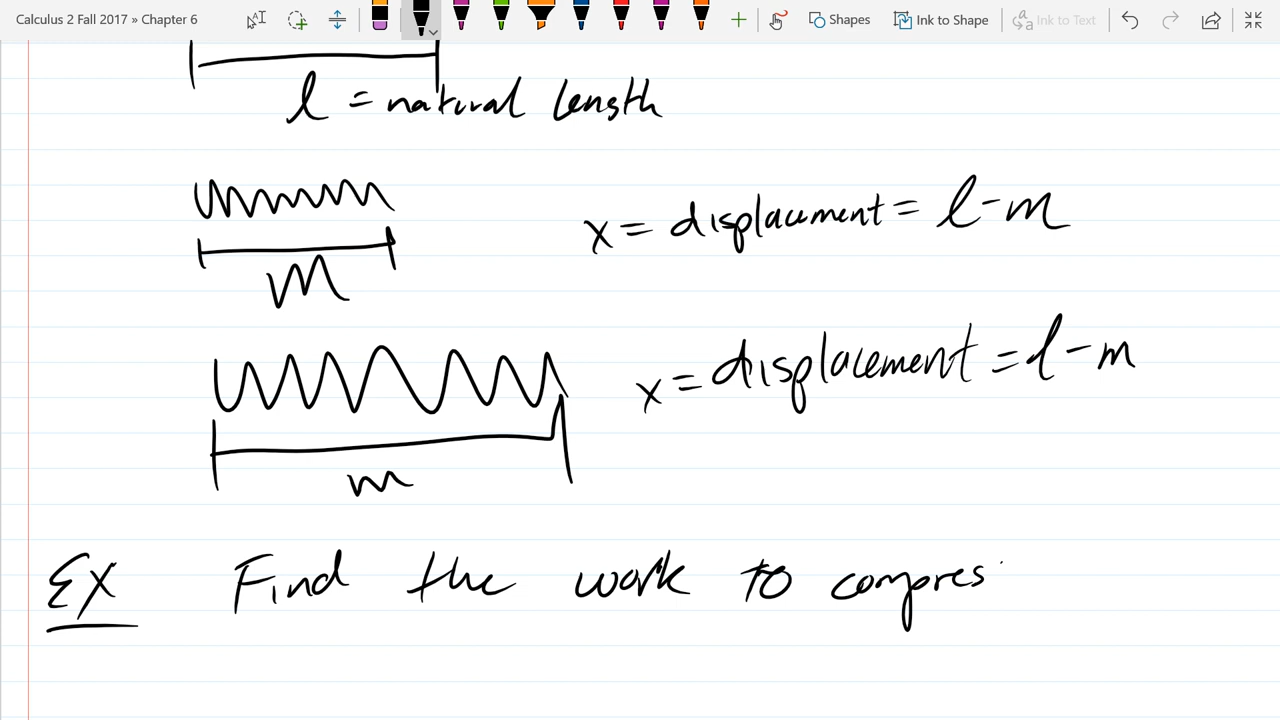 Calculus 2 Fall 2017 » Chapter 6
Shapes
Ink to Shape
Ink to Text
l = natural length
x = displacement = l - m
m
x = displacement = l - m
m
Ex Find the work to compres